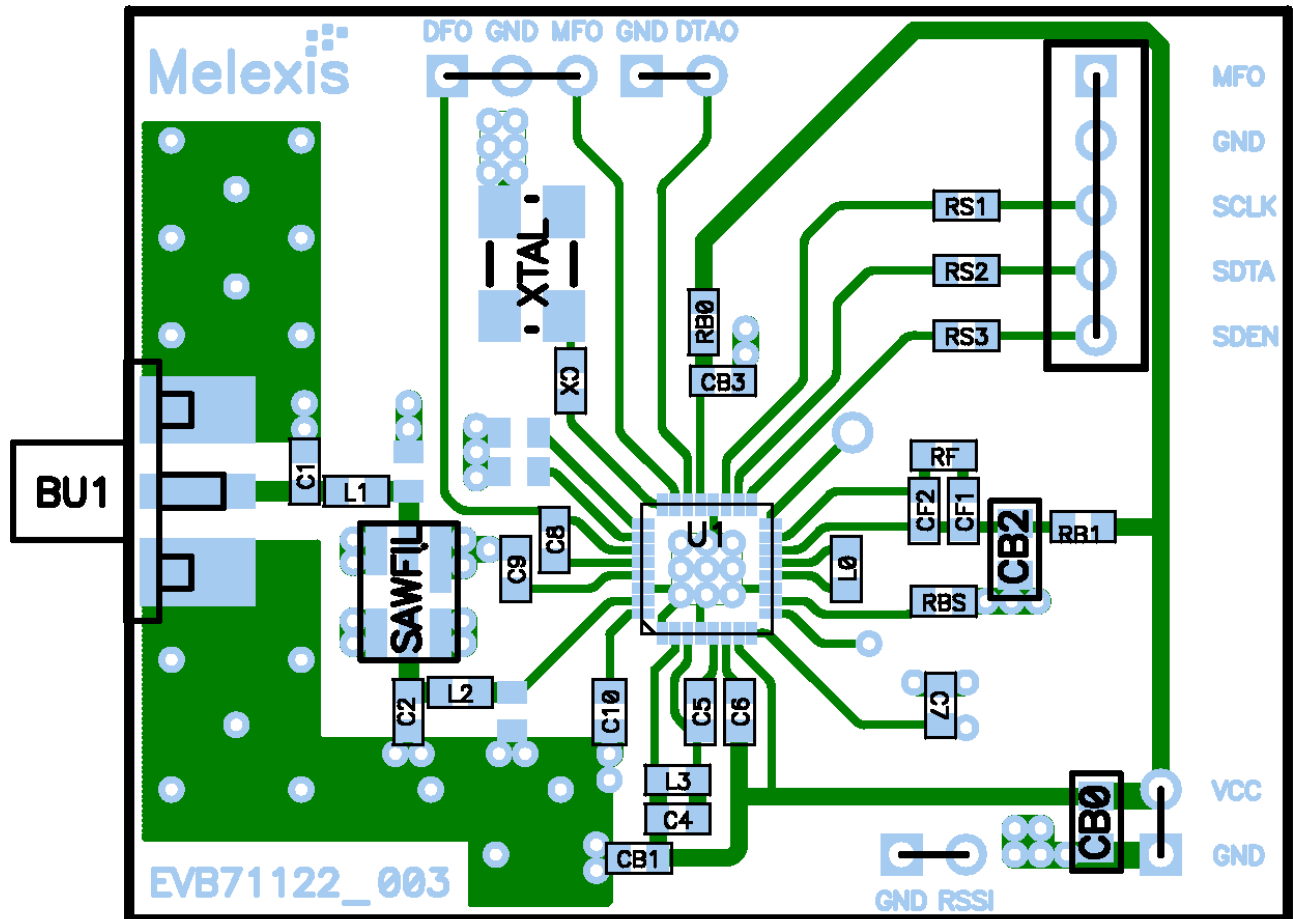 DFO GND MFO GND DTAO
Melexis
MFO
GND
SCLK
SDTA
SDEN
RS1
RS2
RS3
XTAL
RB0
CB3
CX
BU1
C1
L1
RF
CF2
CF1
CB2
RB1
U1
C8
C9
L0
SAWFIL
RBS
L2
C2
C10
C5
C6
C7
L3
C4
CB1
CB0
VCC
GND
EVB71122_003
GND RSSI